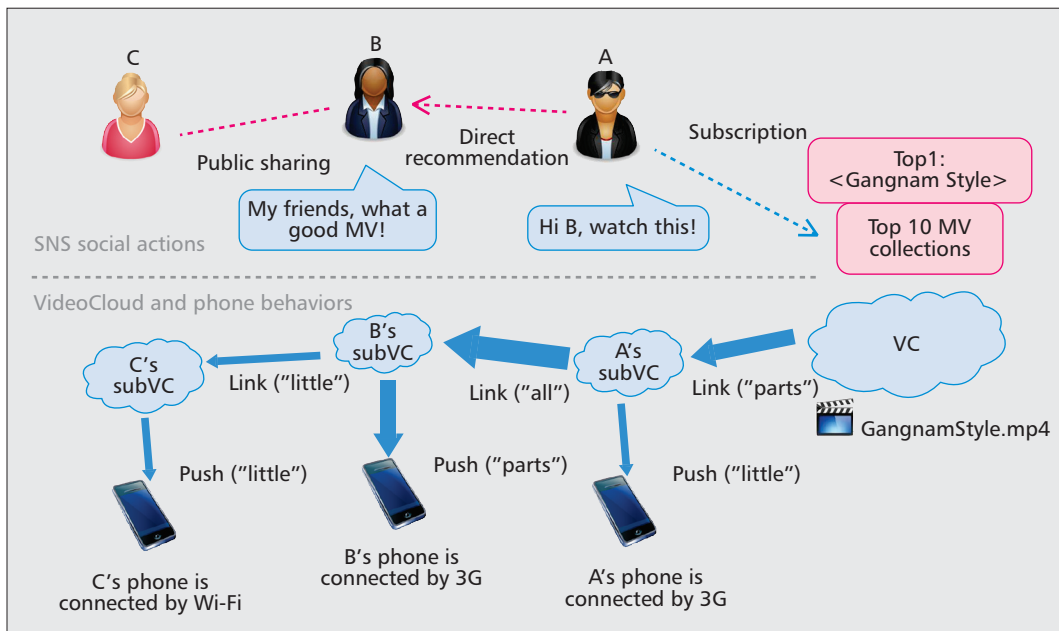 C
B
A
Public sharing
Direct
recommendation
Subscription
Top1:
<Gangnam Style>
Top 10 MV
collections
My friends, what a
good MV!
Hi B, watch this!
SNS social actions
VideoCloud and phone behaviors
C's
subVC
B's
subVC
A's
subVC
VC
Link ("little")
Link ("all")
Link ("parts")
GangnamStyle.mp4
Push ("little")
Push ("parts")
Push ("little")
C's phone is
connected by Wi-Fi
B's phone is
connected by 3G
A's phone is
connected by 3G